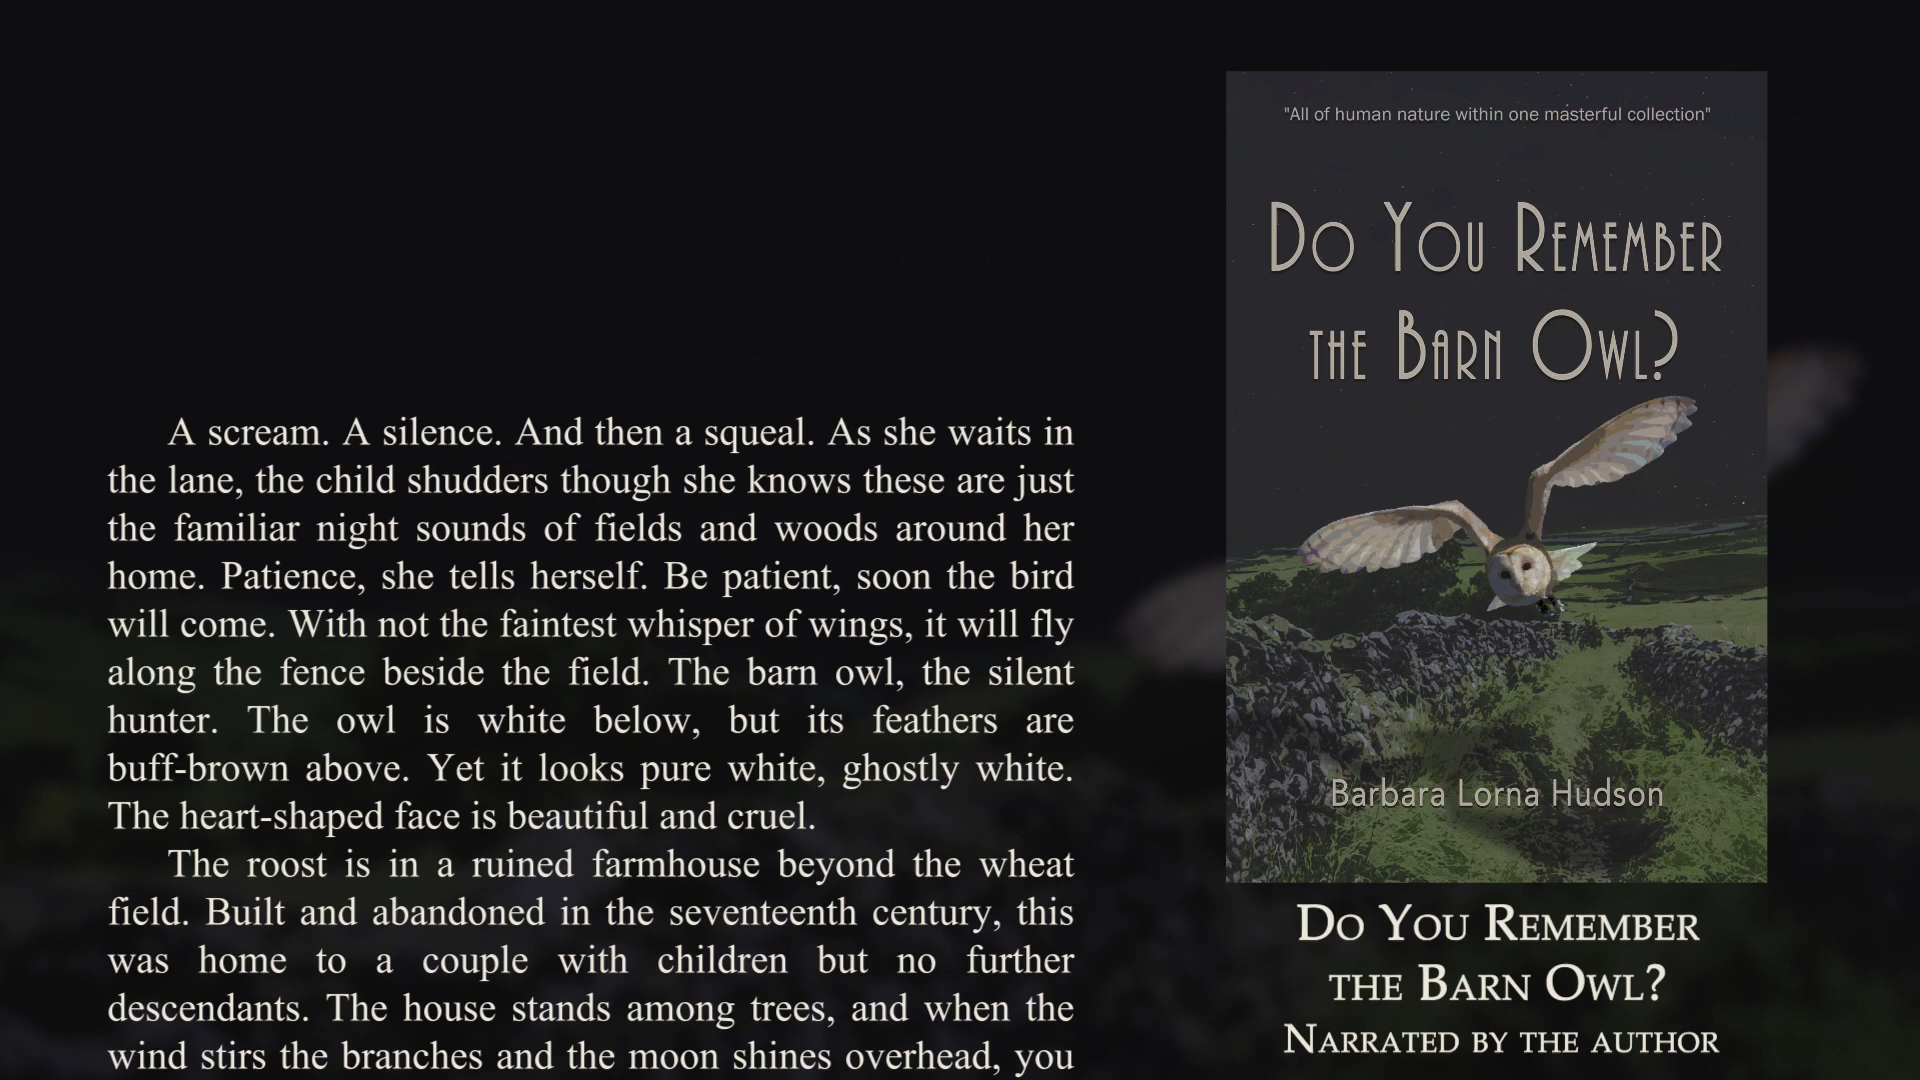 A scream. A silence. And then a squeal. As she waits in
the lane, the child shudders though she knows these are just
the familiar night sounds of fields and woods around her
home. Patience, she tells herself. Be patient, soon the bird
will come. With not the faintest whisper of wings, it will fly
along the fence beside the field. The barn owl, the silent
hunter. The owl is white below, but its feathers are
buff-brown above. Yet it looks pure white, ghostly white.
The heart-shaped face is beautiful and cruel.
The roost is in a ruined farmhouse beyond the wheat
field. Built and abandoned in the seventeenth century, this
was home to a couple with children but no further
descendants. The house stands among trees, and when the
wind stirs the branches and the moon shines overhead, you
"All of human nature within one masterful collection"
Do You Remember
the Barn Owl?
Barbara Lorna Hudson
Do You Remember
the Barn Owl?
Narrated by the author